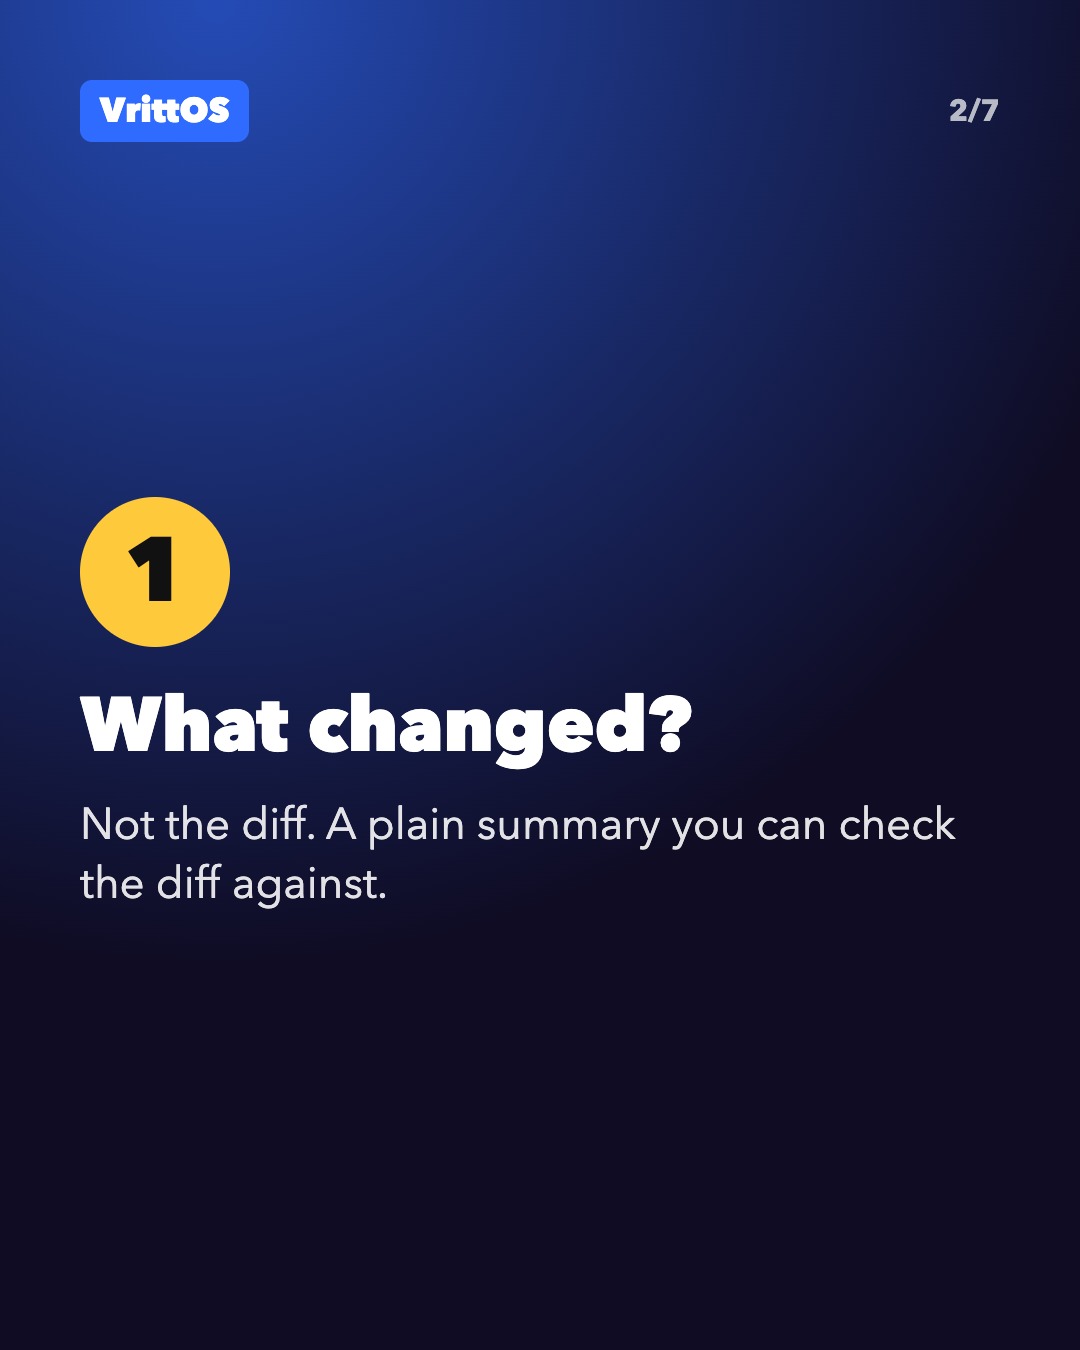 VrittOS
2/7
1
What changed?
Not the diff. A plain summary you can check
the diff against.